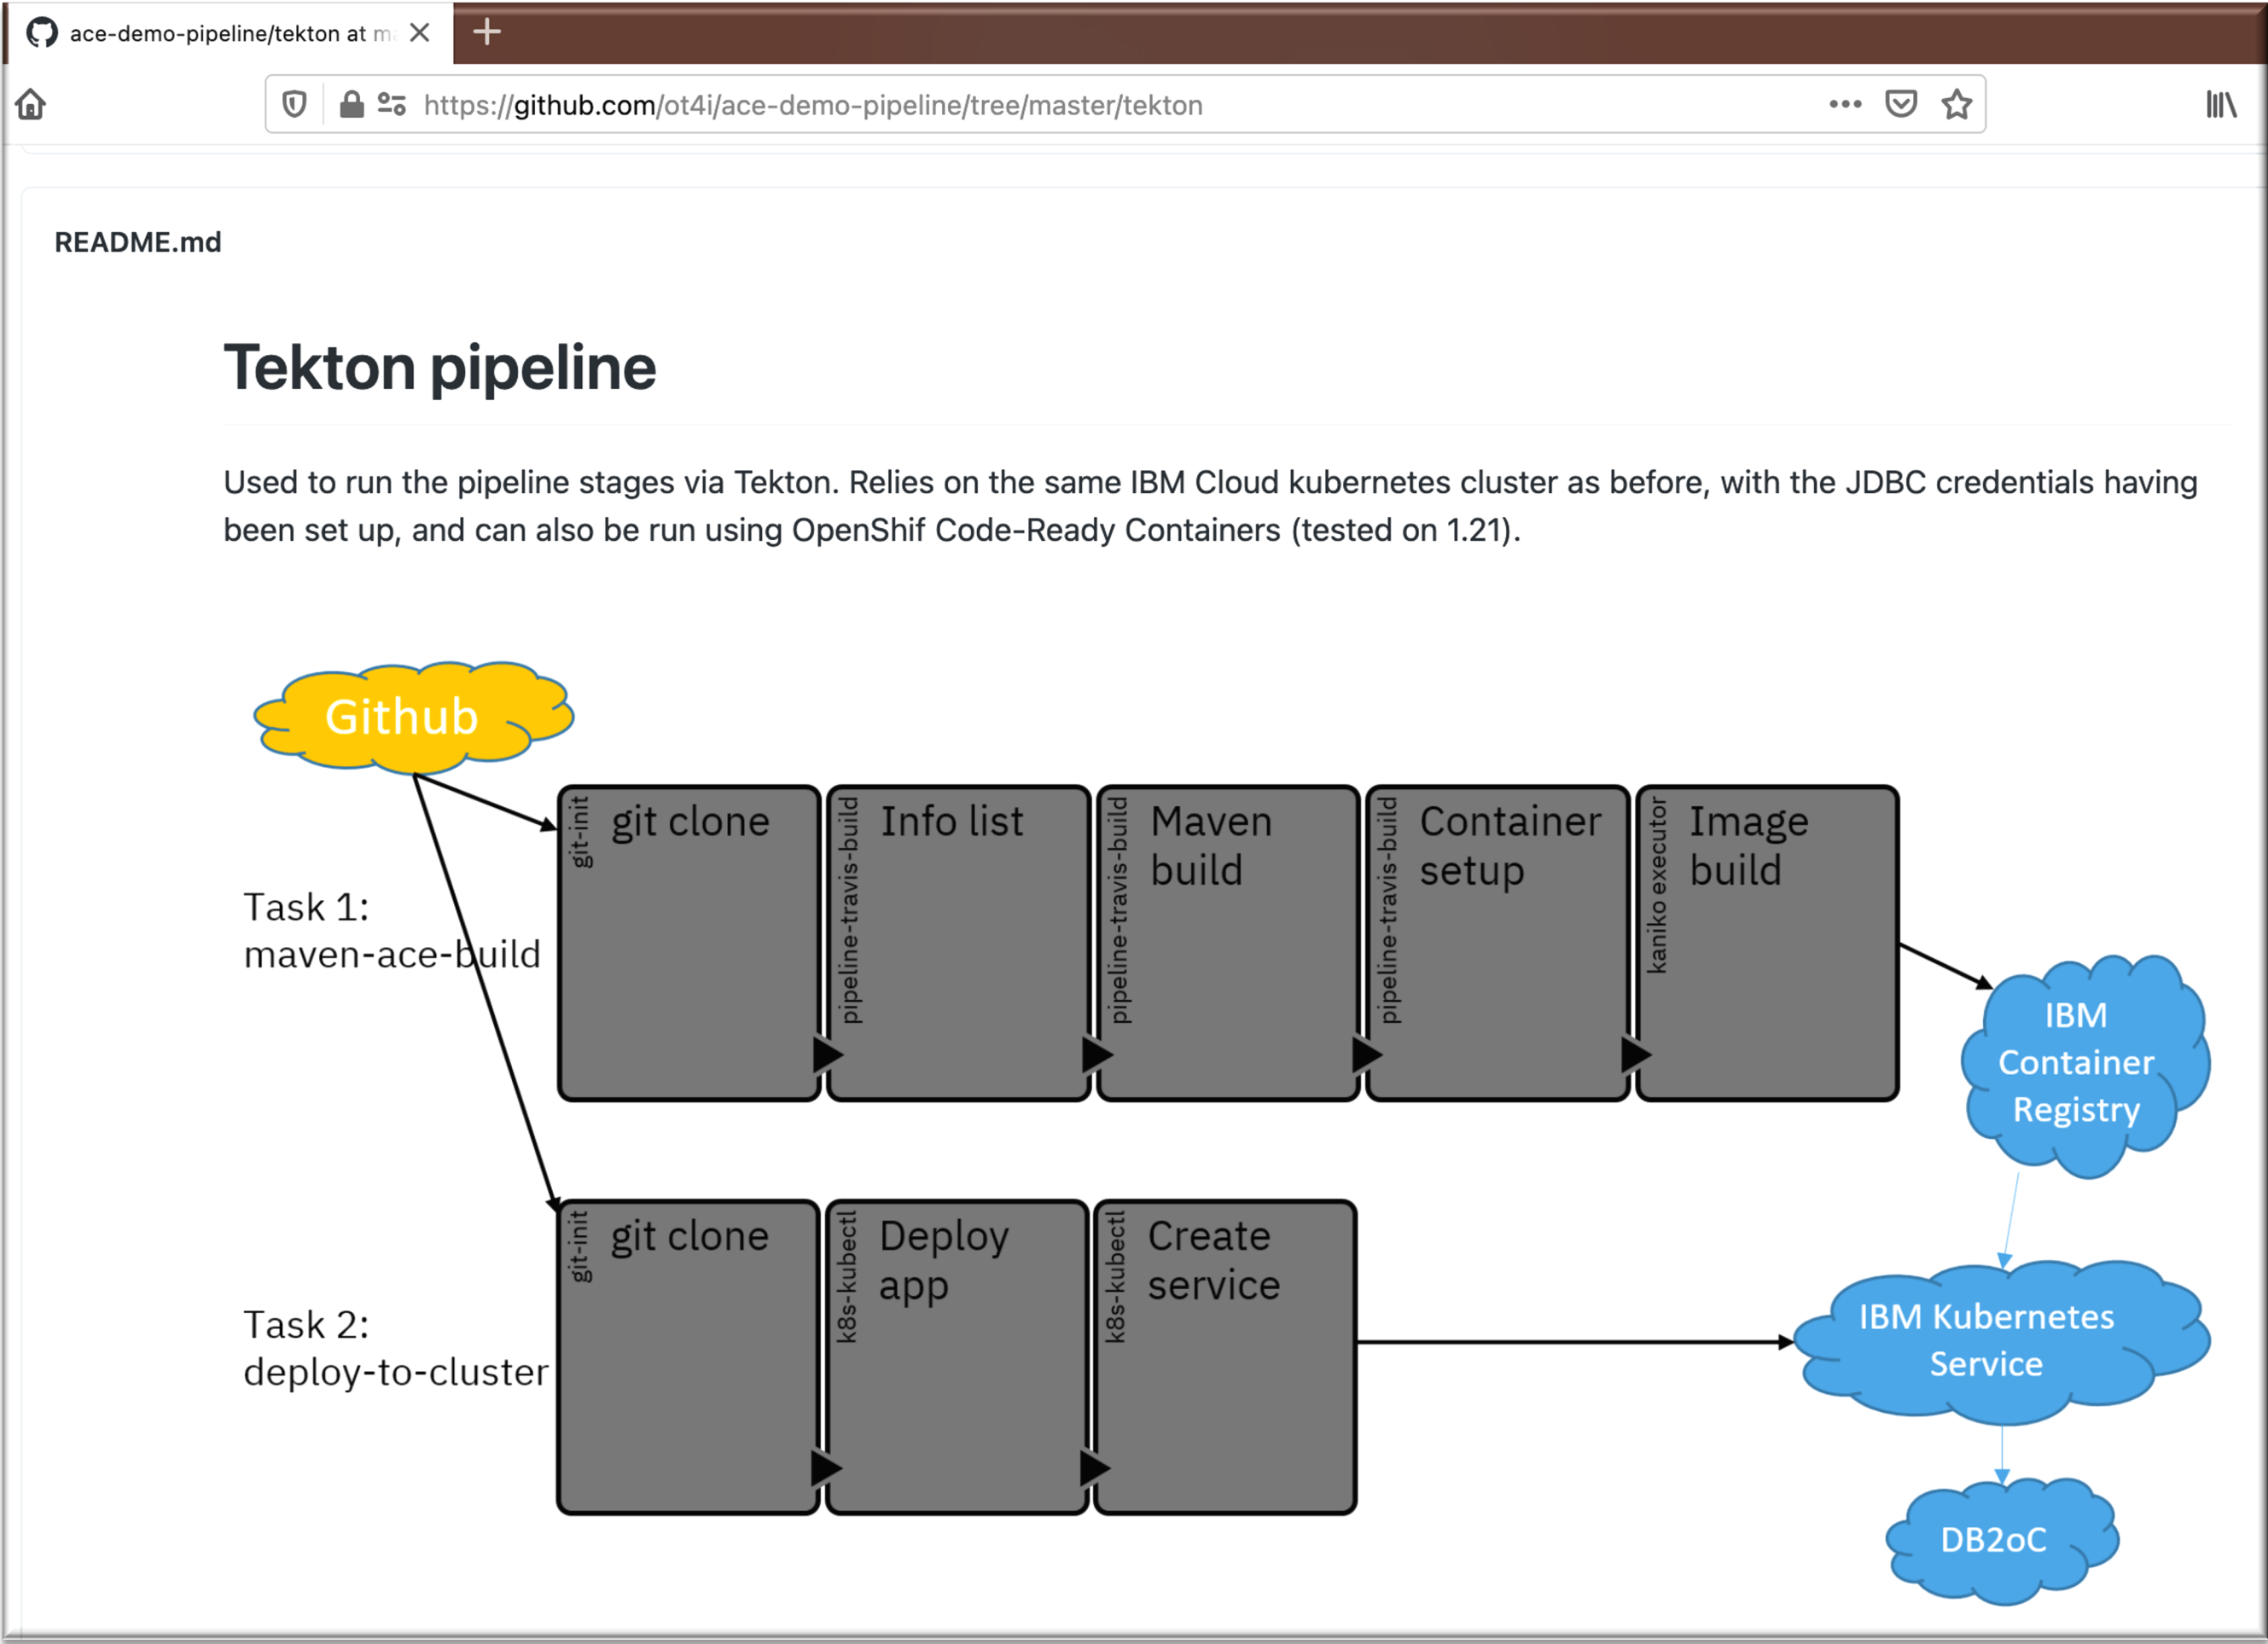 ace-demo-pipeline/tekton at m
https://github.com/ot4i/ace-demo-pipeline/tree/master/tekton
README.md
Tekton pipeline
Used to run the pipeline stages via Tekton. Relies on the same IBM Cloud kubernetes cluster as before, with the JDBC credentials having
been set up, and can also be run using OpenShif Code-Ready Containers (tested on 1.21).
Github
Task 1:
maven-ace-build
git-init
git clone
pipeline-travis-build
Info list
pipeline-travis-build
Maven
build
pipeline-travis-build
Container
setup
kaniko executor
Image
build
IBM
Container
Registry
Task 2:
deploy-to-cluster
git-init
git clone
k8s-kubectl
Deploy
app
k8s-kubectl
Create
service
IBM Kubernetes
Service
DB2oC